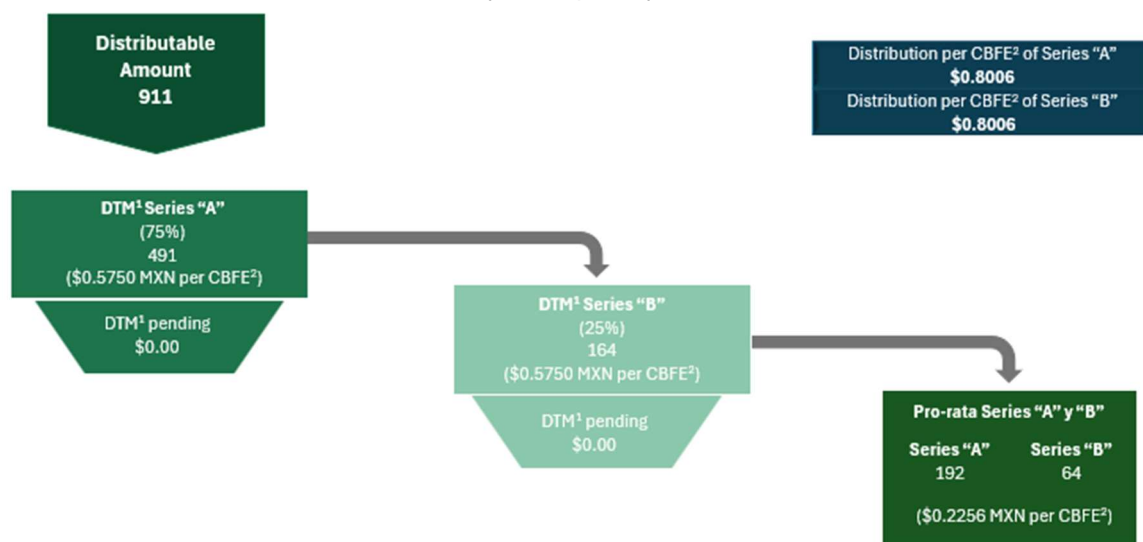 Distributable
Amount
911
Distribution per CBFE² of Series “A”
$0.8006
Distribution per CBFE² of Series “B”
$0.8006
DTM¹ Series “A”
(75%)
491
($0.5750 MXN per CBFE²)
DTM¹ pending
$0.00
DTM¹ Series “B”
(25%)
164
($0.5750 MXN per CBFE²)
DTM¹ pending
$0.00
Pro-rata Series “A” y “B”
Series “A” Series “B”
192 64
($0.2256 MXN per CBFE²)